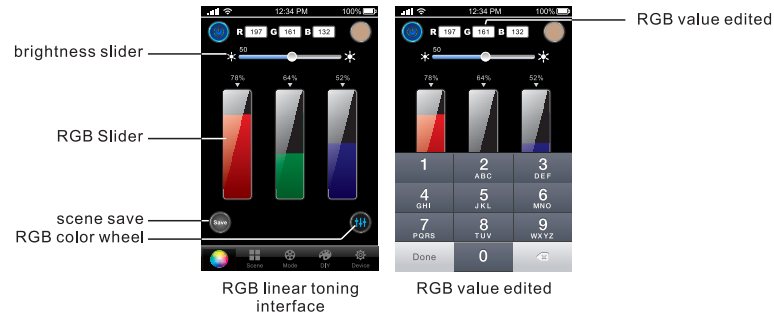 12:34 PM 100%
R 197 G 161 B 132
50
78% 64% 52%
Save
Scene Mode DIY Device
brightness slider
RGB Slider
scene save
RGB color wheel
RGB linear toning
interface
12:34 PM 100%
R 197 G 161 B 132
50
78% 64% 52%
1 2 3
ABC DEF
4 5 6
GHI JKL MNO
7 8 9
PQRS TUV WXYZ
Done 0
RGB value edited
RGB value edited